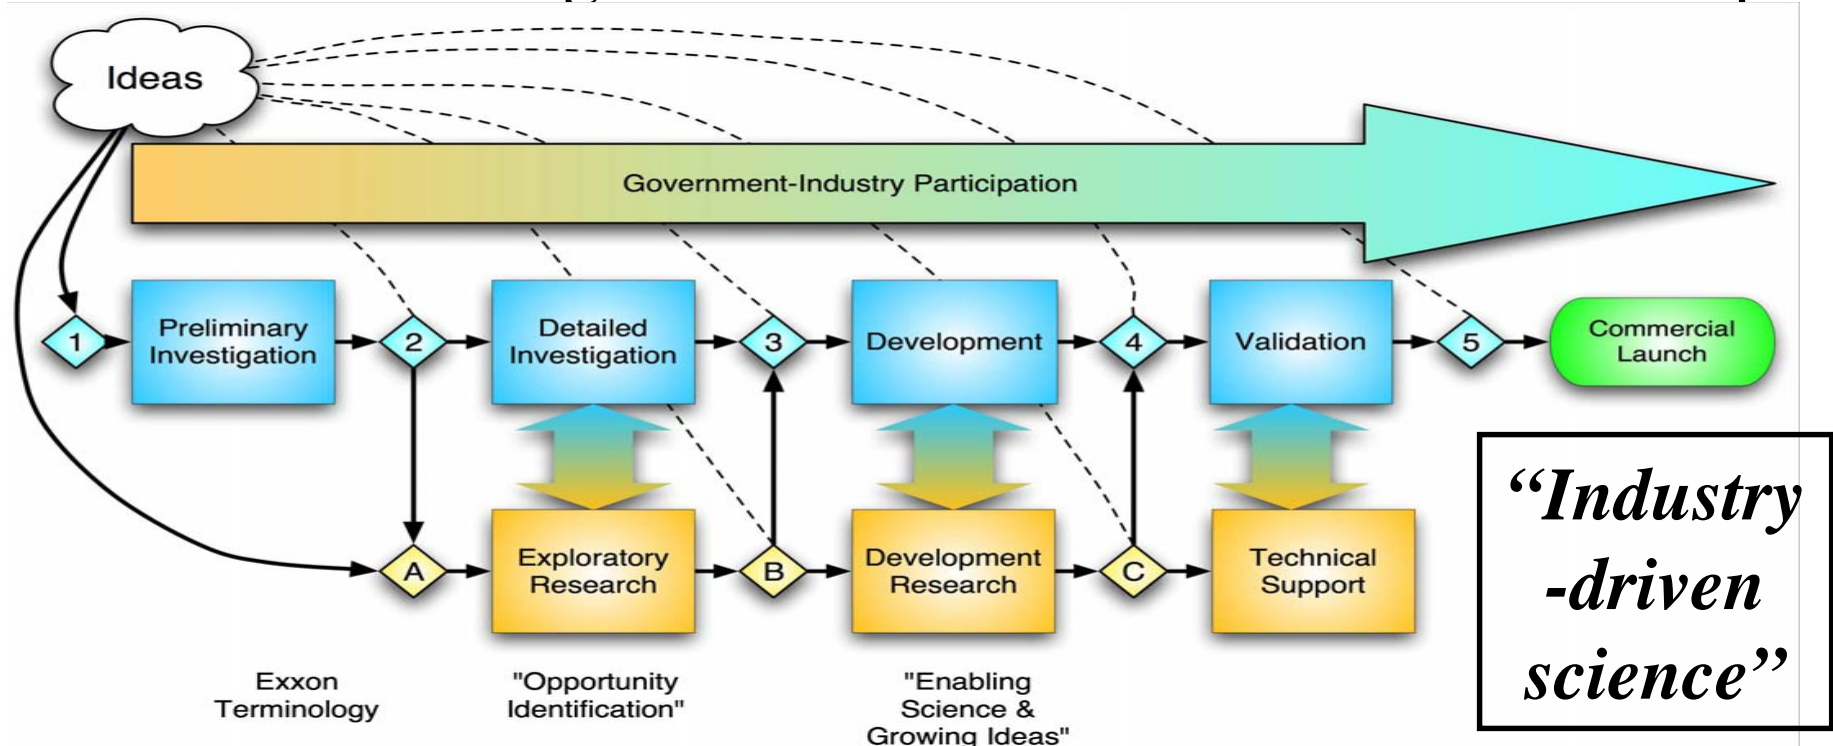 Ideas
Government-Industry Participation
1
Preliminary
Investigation
2
Detailed
Investigation
3
Development
4
Validation
5
Commercial
Launch
A
Exploratory
Research
B
Development
Research
C
Technical
Support
“Industry
-driven
science”
Exxon
Terminology
"Opportunity
Identification"
"Enabling
Science &
Growing Ideas"